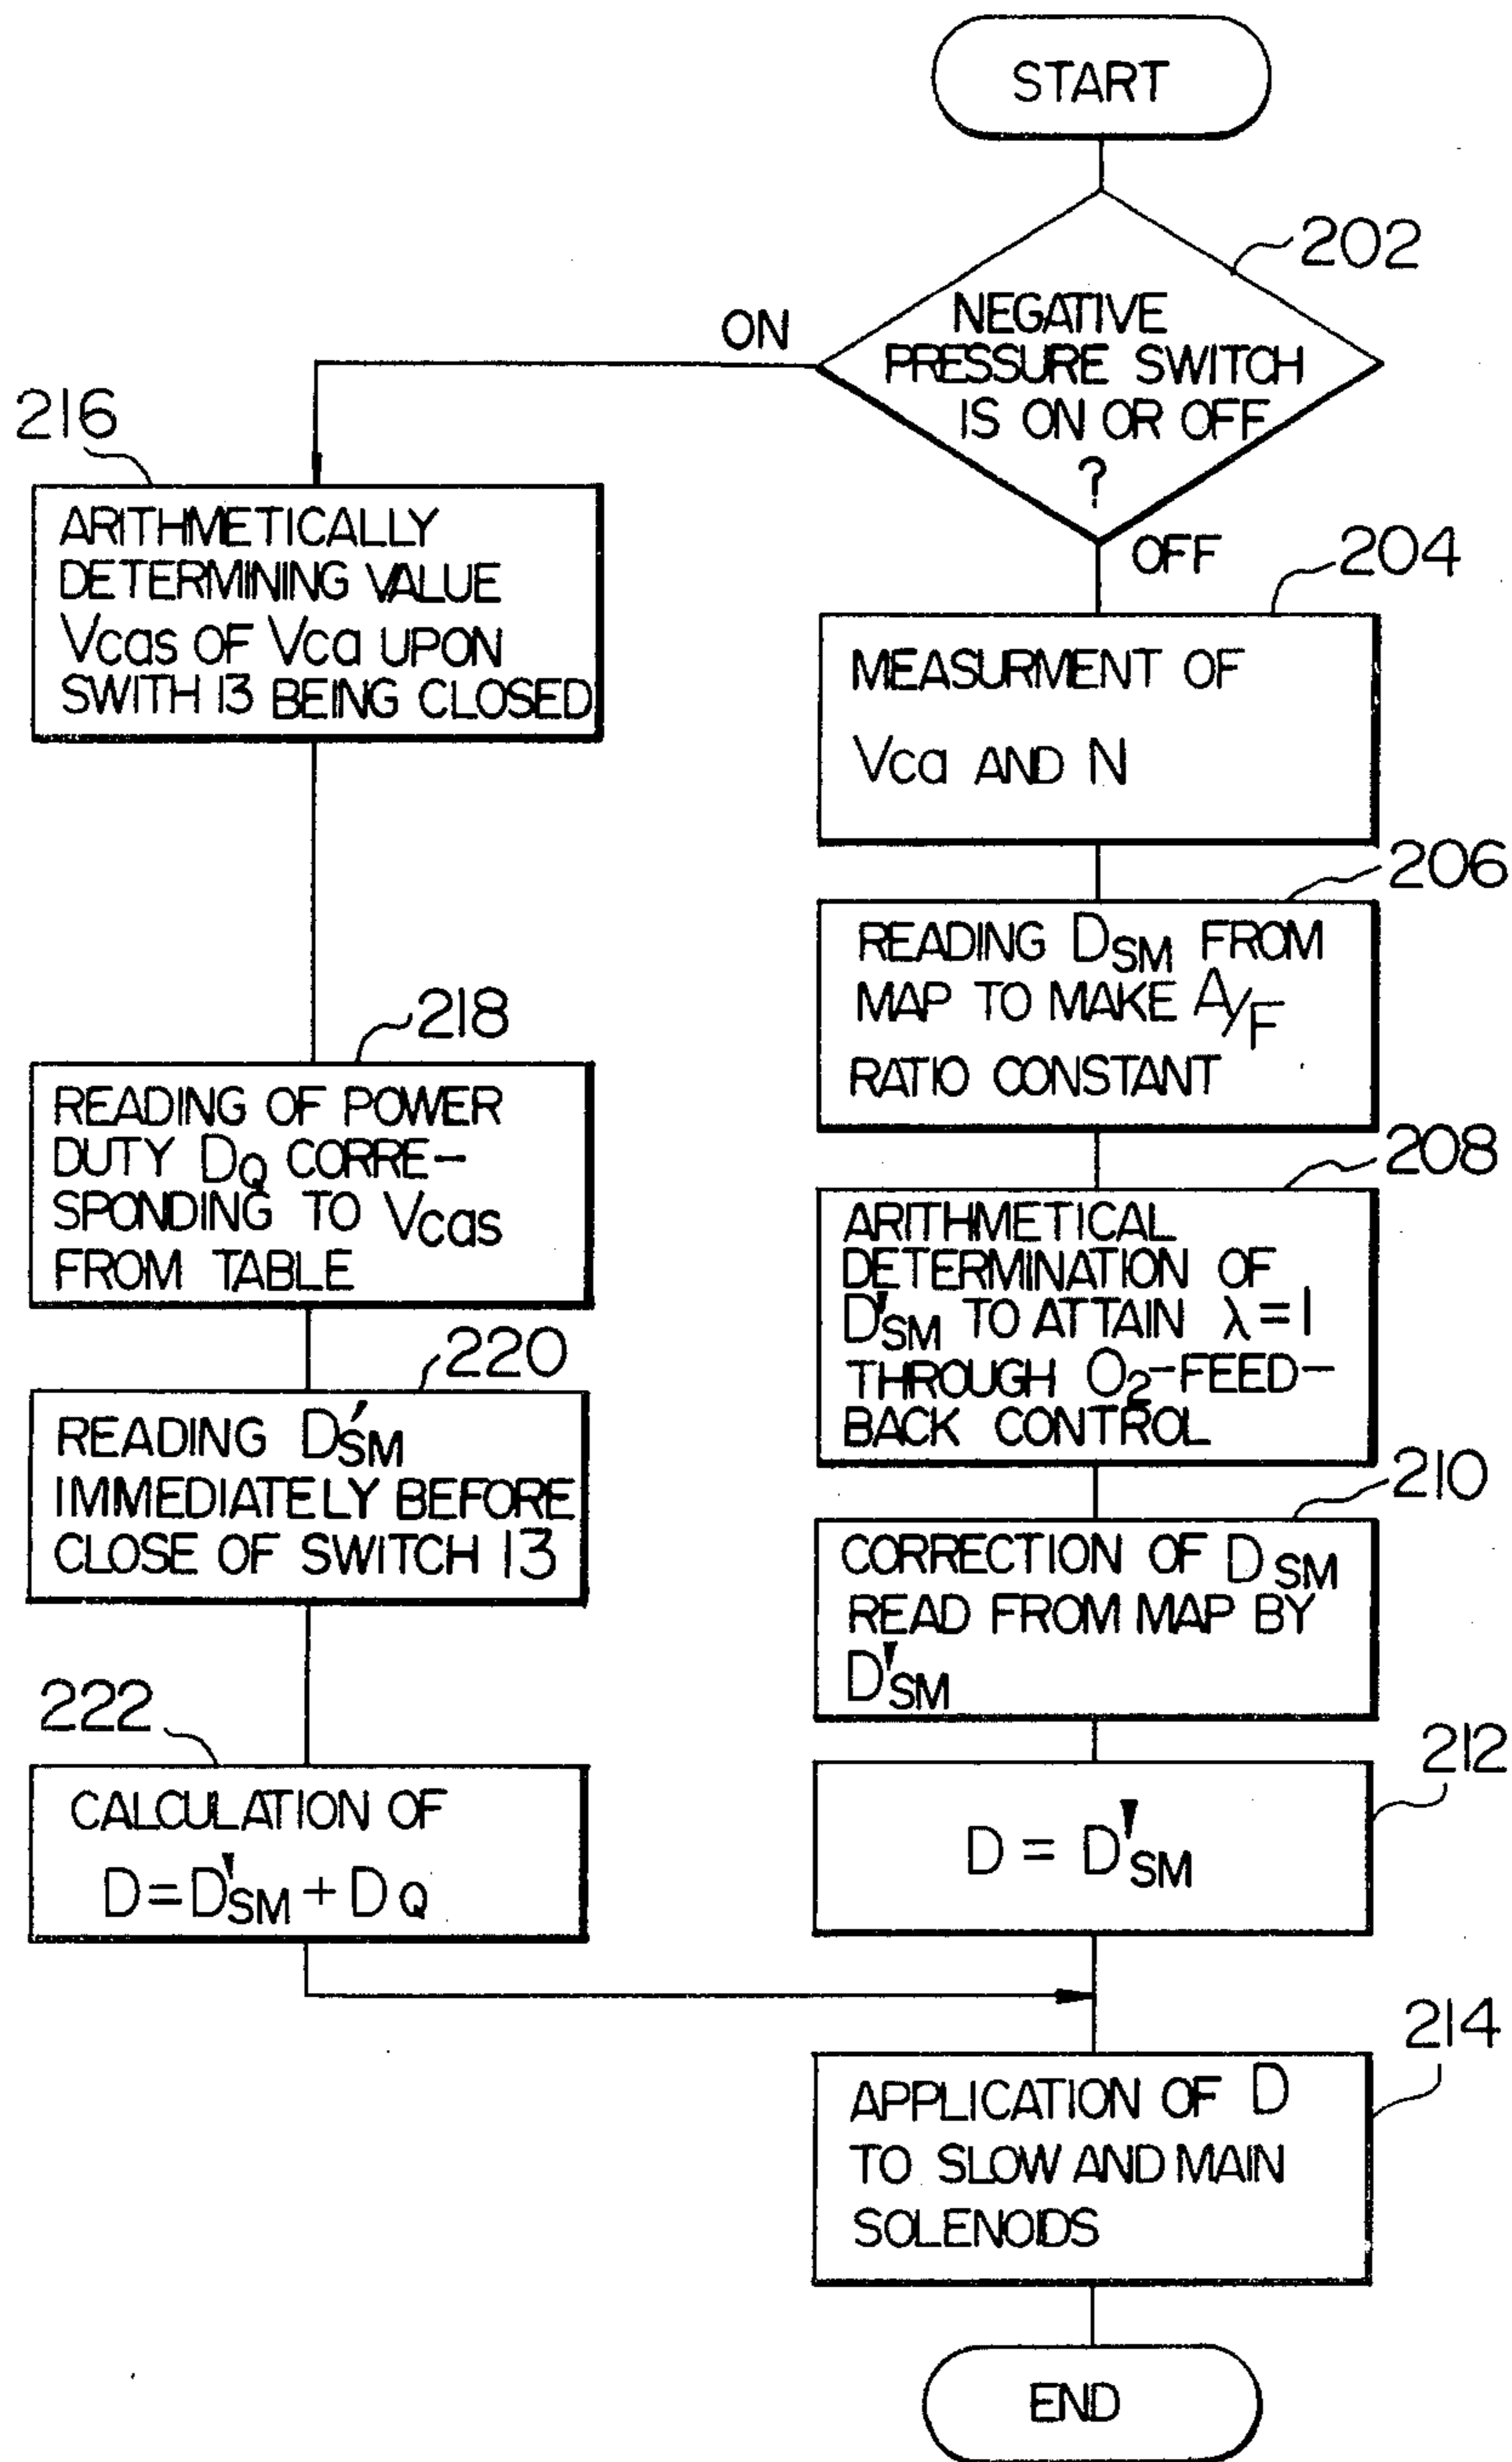 START
202
NEGATIVE
PRESSURE SWITCH
IS ON OR OFF
?
ON
OFF
216
ARITHMETICALLY
DETERMINING VALUE
Vcas OF Vca UPON
SWITH 13 BEING CLOSED
204
MEASURMENT OF
Vca AND N
206
READING DSM FROM
MAP TO MAKE A/F
RATIO CONSTANT
218
READING OF POWER
DUTY DQ CORRE-
SPONDING TO Vcas
FROM TABLE
208
ARITHMETICAL
DETERMINATION OF
D'SM TO ATTAIN λ=1
THROUGH O2-FEED-
BACK CONTROL
220
READING D'SM
IMMEDIATELY BEFORE
CLOSE OF SWITCH 13
210
CORRECTION OF DSM
READ FROM MAP BY
D'SM
222
CALCULATION OF
D=D'SM+DQ
212
D = D'SM
214
APPLICATION OF D
TO SLOW AND MAIN
SOLENOIDS
END